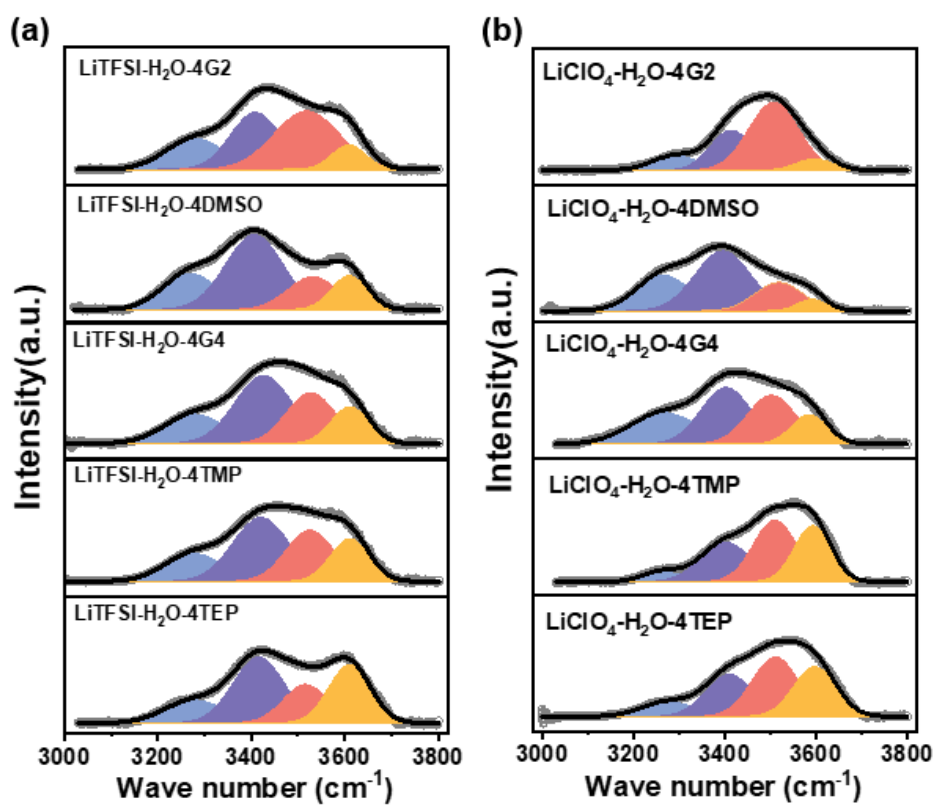 (a)
LiTFSI-H₂O-4G2
LiTFSI-H₂O-4DMSO
LiTFSI-H₂O-4G4
LiTFSI-H₂O-4TMP
LiTFSI-H₂O-4TEP
Intensity(a.u.)
3000 3200 3400 3600 3800
Wave number (cm⁻¹)
(b)
LiClO₄-H₂O-4G2
LiClO₄-H₂O-4DMSO
LiClO₄-H₂O-4G4
LiClO₄-H₂O-4TMP
LiClO₄-H₂O-4TEP
Intensity(a.u.)
3000 3200 3400 3600 3800
Wave number (cm⁻¹)